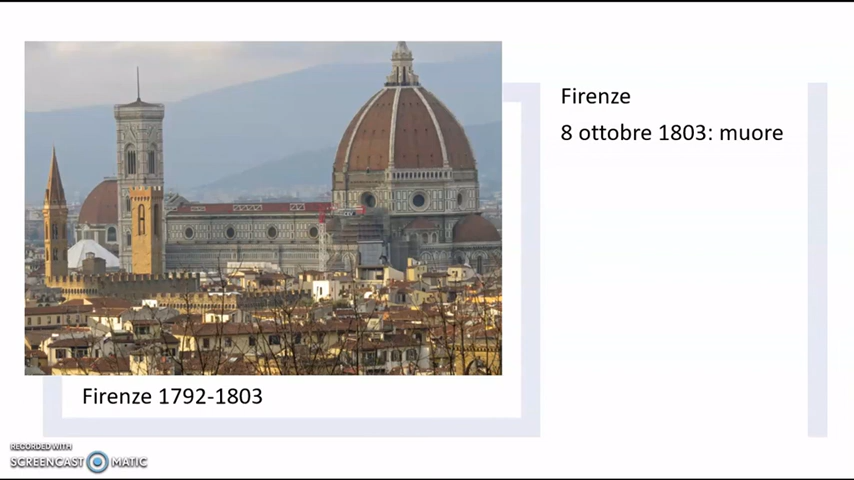 Firenze
8 ottobre 1803: muore
Firenze 1792-1803
RECORDED WITH
SCREENCAST MATIC